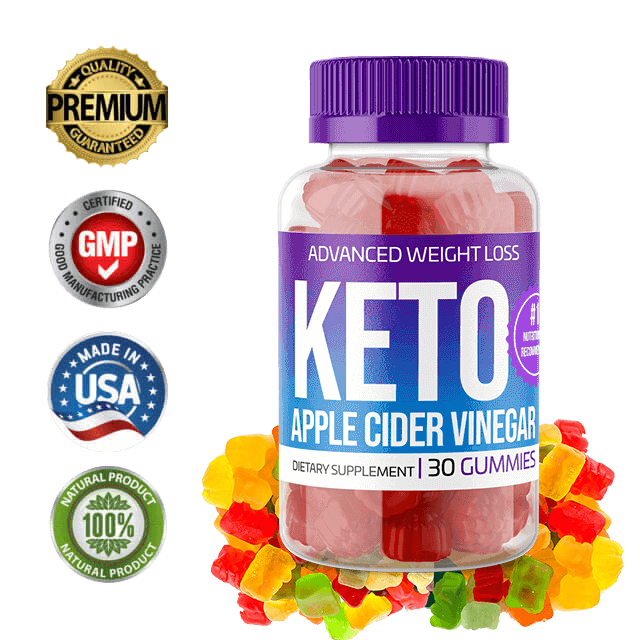 QUALITY
PREMIUM
GUARANTEED
CERTIFIED
GMP
GOOD MANUFACTURING PRACTICE
MADE IN
USA
NATURAL PRODUCT
100%
NATURAL PRODUCT
ADVANCED WEIGHT LOSS
KETO
#1
APPLE CIDER VINEGAR
DIETARY SUPPLEMENT | 30 GUMMIES